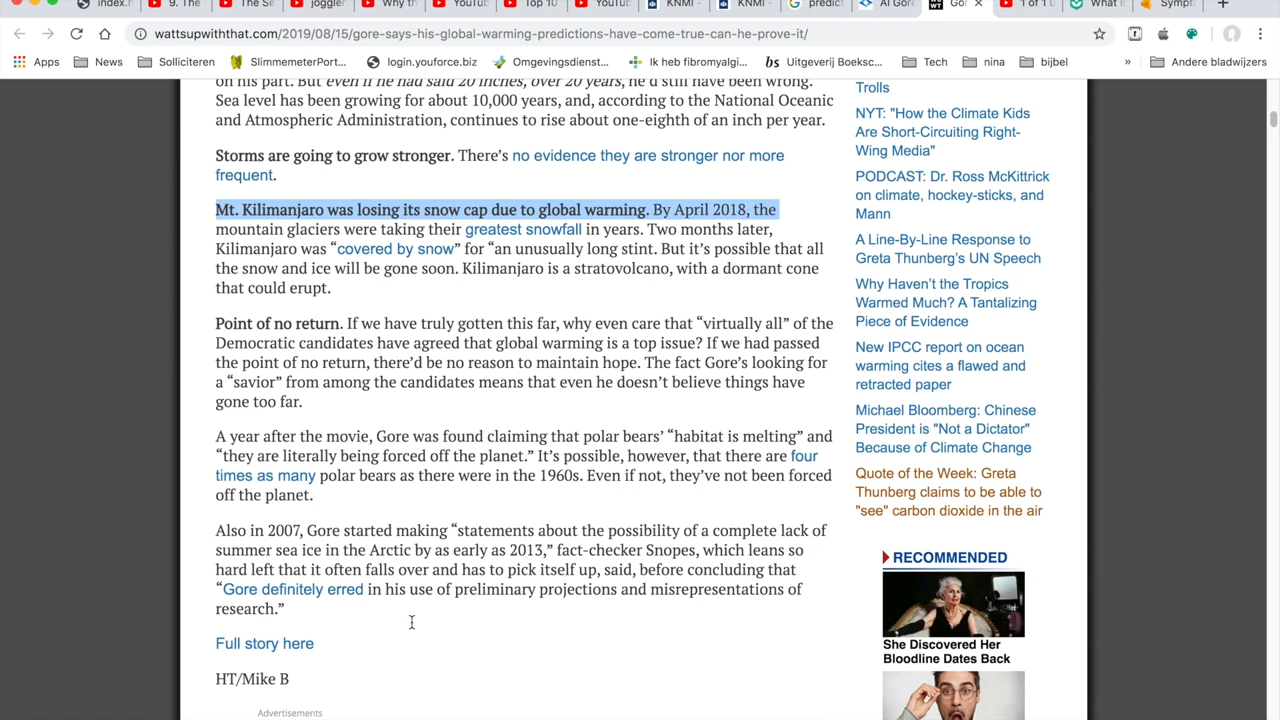 index.h
9. The
The Se
joggler
Why th
YouTub
Top 10
YouTub
KNMI -
KNMI -
predict
AI Gor
Gor
1 of 1 u
What i
Sympt
wattsupwiththat.com/2019/08/15/gore-says-his-global-warming-predictions-have-come-true-can-he-prove-it/
Apps
News
Solliciteren
SlimmemeterPort...
login.youforce.biz
Omgevingsdienst...
Ik heb fibromyalgi...
bs Uitgeverij Boeksc...
Tech
nina
bijbel
»
Andere bladwijzers
on his part. But even if he had said 20 inches, over 20 years, he'd still have been wrong.
Sea level has been growing for about 10,000 years, and, according to the National Oceanic
and Atmospheric Administration, continues to rise about one-eighth of an inch per year.
Storms are going to grow stronger. There's no evidence they are stronger nor more
frequent.
Mt. Kilimanjaro was losing its snow cap due to global warming. By April 2018, the
mountain glaciers were taking their greatest snowfall in years. Two months later,
Kilimanjaro was “covered by snow” for “an unusually long stint. But it's possible that all
the snow and ice will be gone soon. Kilimanjaro is a stratovolcano, with a dormant cone
that could erupt.
Point of no return. If we have truly gotten this far, why even care that “virtually all” of the
Democratic candidates have agreed that global warming is a top issue? If we had passed
the point of no return, there'd be no reason to maintain hope. The fact Gore's looking for
a “savior” from among the candidates means that even he doesn't believe things have
gone too far.
A year after the movie, Gore was found claiming that polar bears' “habitat is melting” and
“they are literally being forced off the planet.” It's possible, however, that there are four
times as many polar bears as there were in the 1960s. Even if not, they've not been forced
off the planet.
Also in 2007, Gore started making “statements about the possibility of a complete lack of
summer sea ice in the Arctic by as early as 2013,” fact-checker Snopes, which leans so
hard left that it often falls over and has to pick itself up, said, before concluding that
“Gore definitely erred in his use of preliminary projections and misrepresentations of
research.”
Full story here
HT/Mike B
Advertisements
Trolls
NYT: "How the Climate Kids
Are Short-Circuiting Right-
Wing Media"
PODCAST: Dr. Ross McKittrick
on climate, hockey-sticks, and
Mann
A Line-By-Line Response to
Greta Thunberg's UN Speech
Why Haven't the Tropics
Warmed Much? A Tantalizing
Piece of Evidence
New IPCC report on ocean
warming cites a flawed and
retracted paper
Michael Bloomberg: Chinese
President is "Not a Dictator"
Because of Climate Change
Quote of the Week: Greta
Thunberg claims to be able to
"see" carbon dioxide in the air
RECOMMENDED
She Discovered Her
Bloodline Dates Back